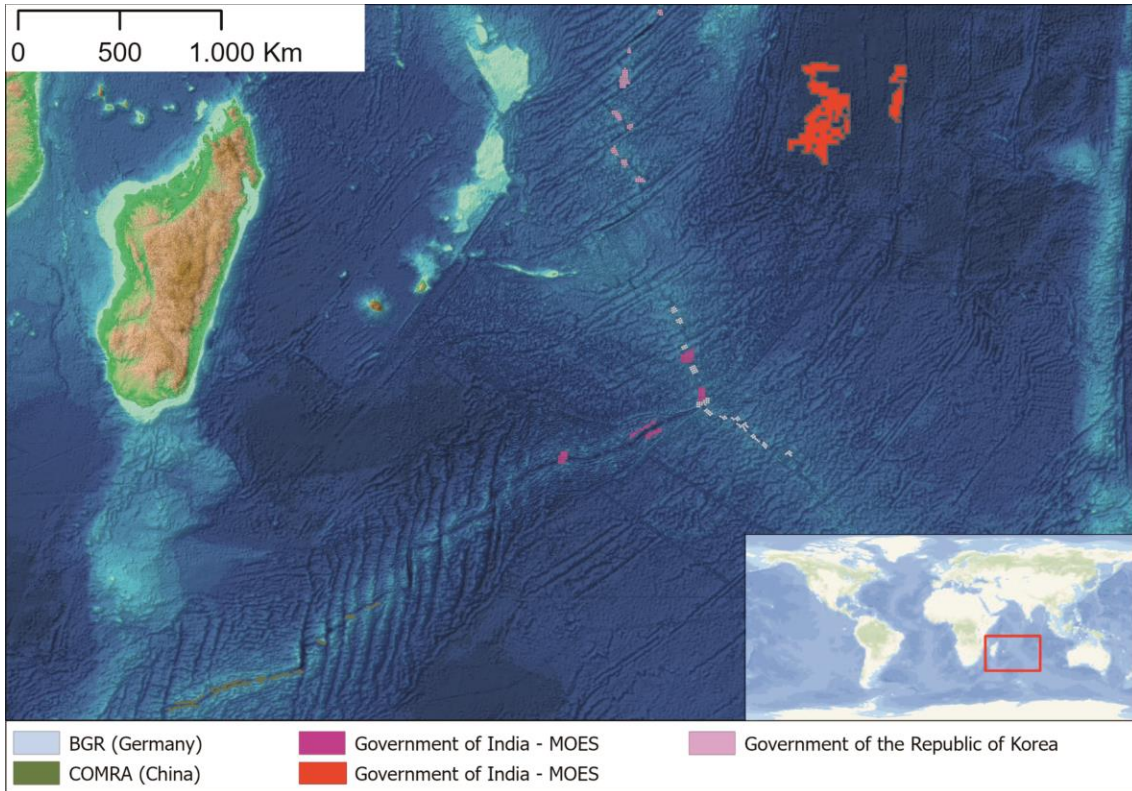 0 500 1.000 Km
BGR (Germany)
Government of India - MOES
Government of the Republic of Korea
COMRA (China)
Government of India - MOES